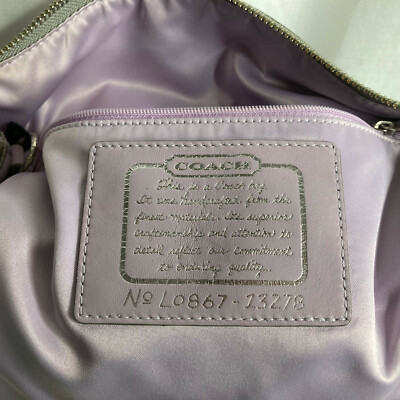 COACH
This is a Coach bag.
It was handcrafted from the
finest materials. Its superior
craftsmanship and attention to
detail reflect our commitment
to enduring quality.
No L0867-13278